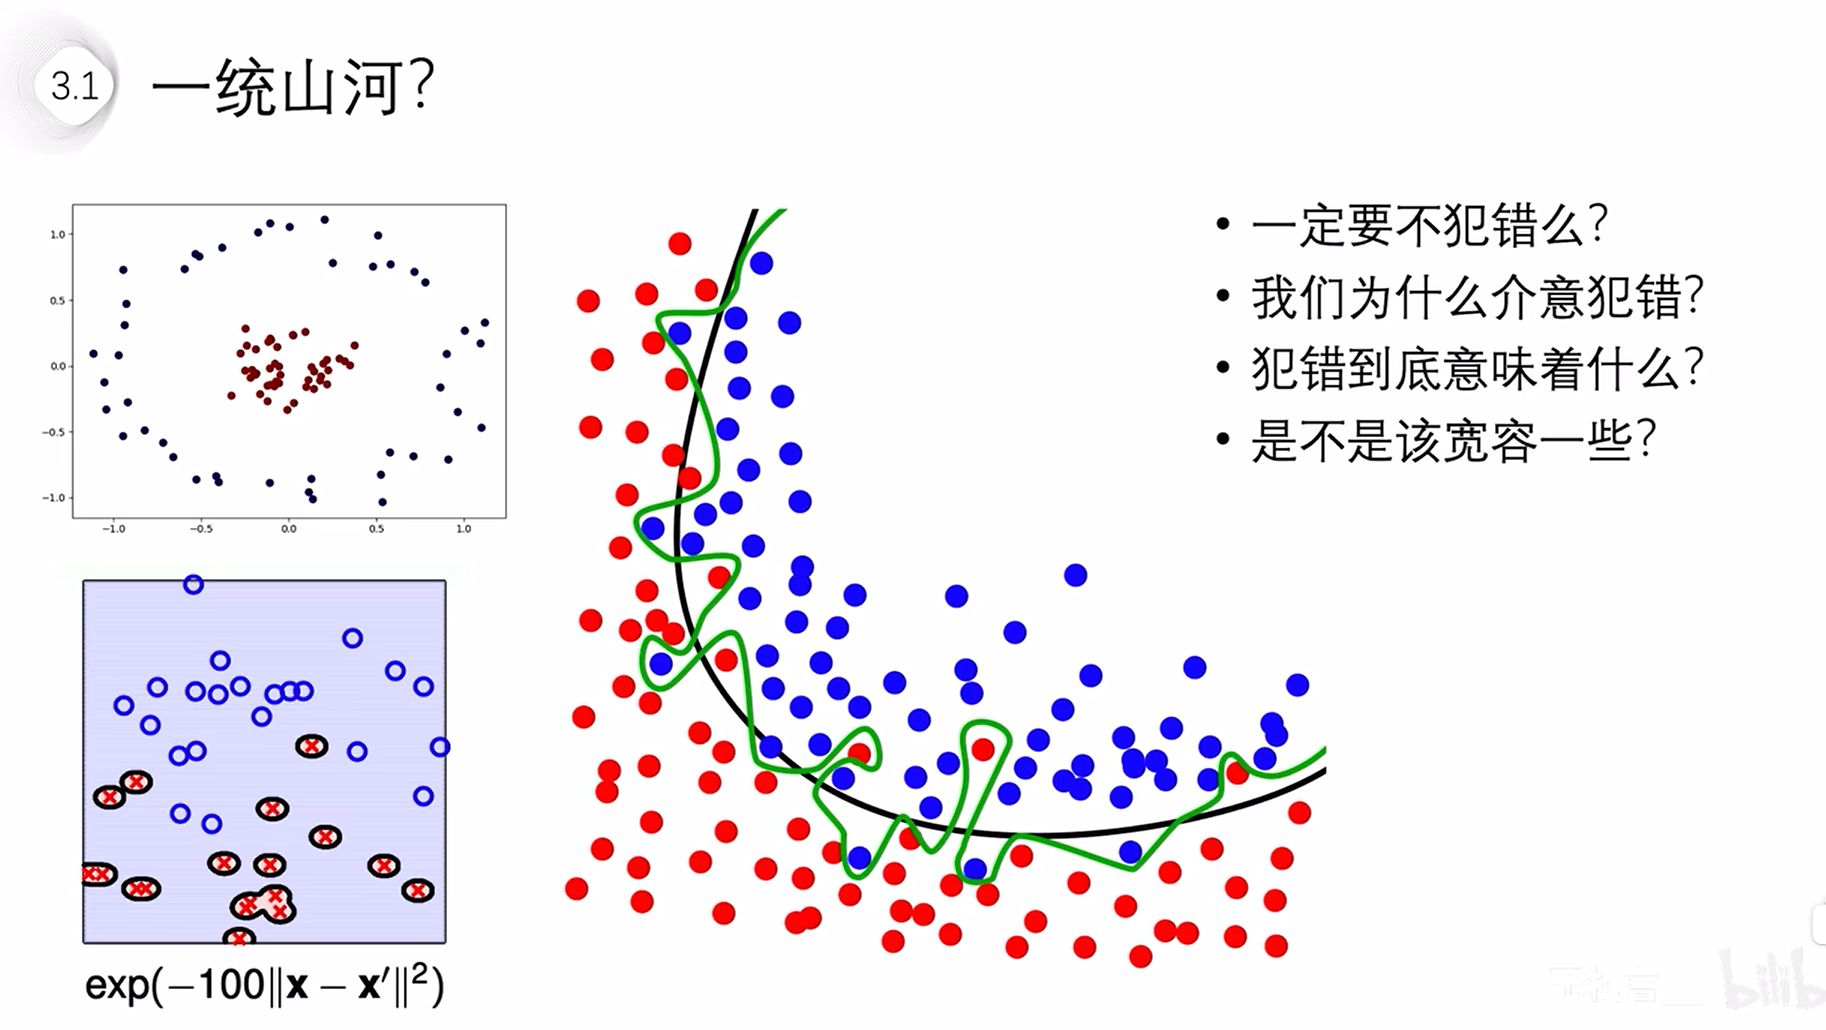 3.1
一统山河？
1.0
0.5
0.0
−0.5
−1.0
−1.0 −0.5 0.0 0.5 1.0
exp(−100‖x − x′‖²)
• 一定要不犯错么？
• 我们为什么介意犯错？
• 犯错到底意味着什么？
• 是不是该宽容一些？
bilib